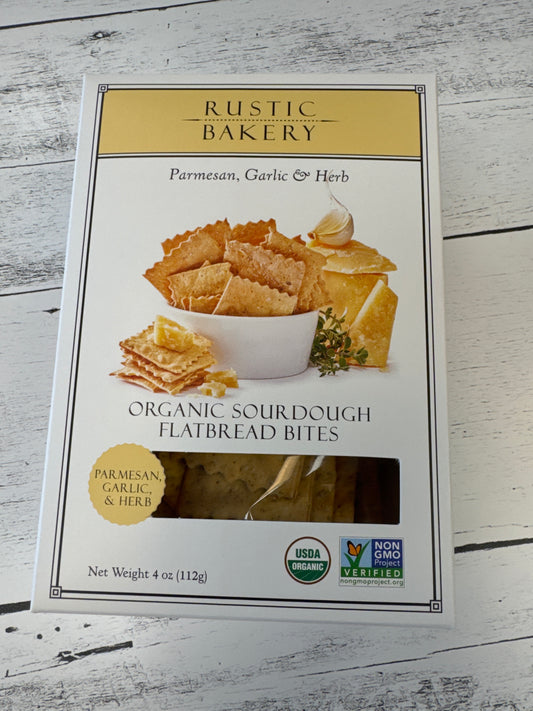 RUSTIC
BAKERY
Parmesan, Garlic & Herb
ORGANIC SOURDOUGH
FLATBREAD BITES
PARMESAN,
GARLIC,
& HERB
Net Weight 4 oz (112g)
USDA
ORGANIC
NON
GMO
Project
VERIFIED
nongmoproject.org